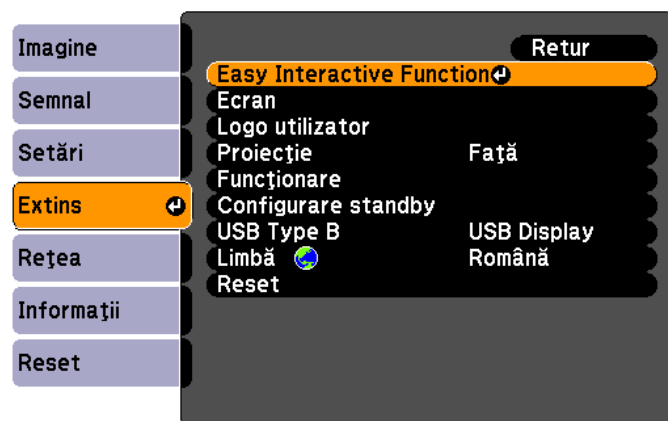 Imagine
Semnal
Setări
Extins
Reţea
Informaţii
Reset
Retur
Easy Interactive Function
Ecran
Logo utilizator
Proiecţie Faţă
Funcţionare
Configurare standby
USB Type B USB Display
Limbă Română
Reset